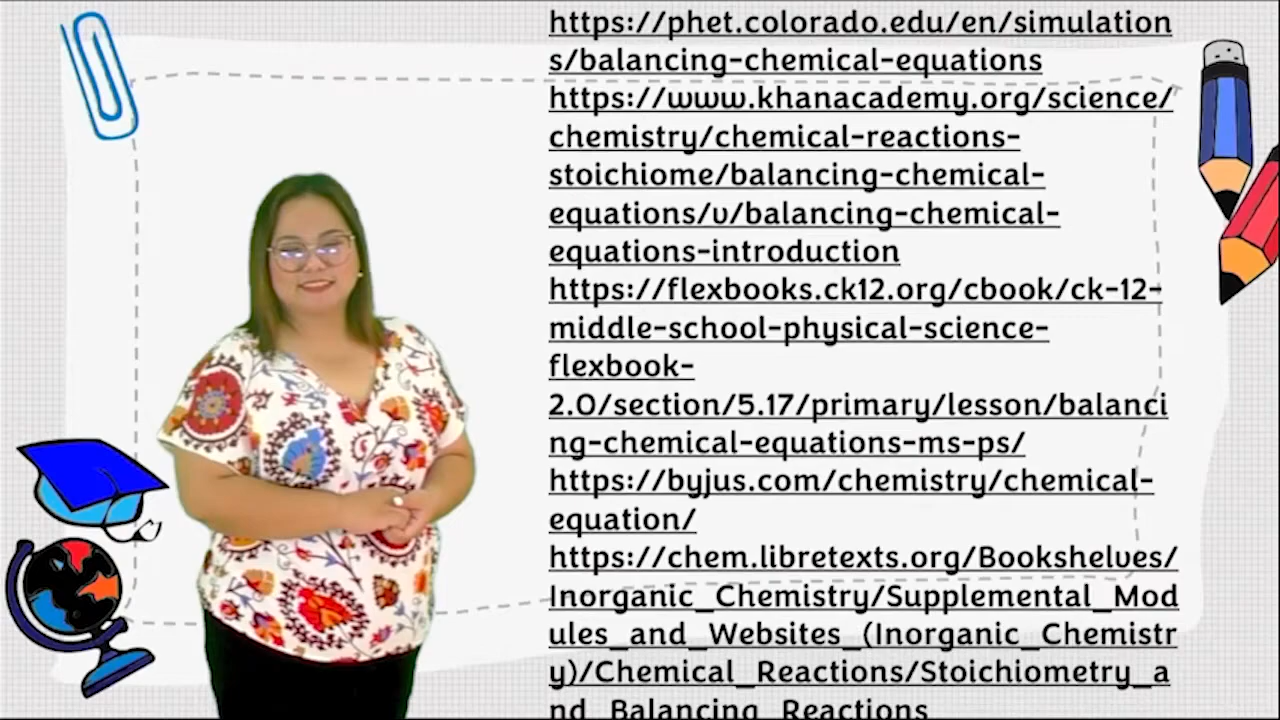 https://phet.colorado.edu/en/simulation
s/balancing-chemical-equations
https://www.khanacademy.org/science/
chemistry/chemical-reactions-
stoichiome/balancing-chemical-
equations/v/balancing-chemical-
equations-introduction
https://flexbooks.ck12.org/cbook/ck-12-
middle-school-physical-science-
flexbook-
2.0/section/5.17/primary/lesson/balanci
ng-chemical-equations-ms-ps/
https://byjus.com/chemistry/chemical-
equation/
https://chem.libretexts.org/Bookshelves/
Inorganic_Chemistry/Supplemental_Mod
ules_and_Websites_(Inorganic_Chemistr
y)/Chemical_Reactions/Stoichiometry_a
nd_Balancing_Reactions